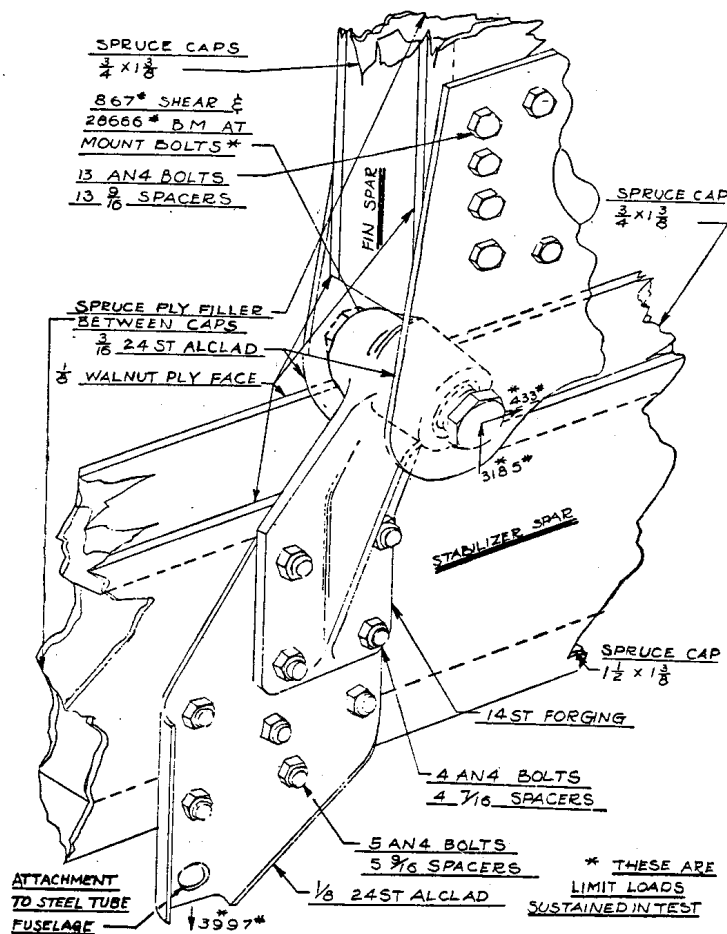 SPRUCE CAPS
3/4 x 1 3/8
867# SHEAR &
28666# BM AT
MOUNT BOLTS*
13 AN4 BOLTS
13 9/16 SPACERS
FIN SPAR
SPRUCE CAP
3/4 x 1 3/8
SPRUCE PLY FILLER
BETWEEN CAPS
3/16 24ST ALCLAD
1/8 WALNUT PLY FACE
*433#
*3185#
STABILIZER SPAR
SPRUCE CAP
1 1/2 x 1 3/8
14ST FORGING
4 AN4 BOLTS
4 7/16 SPACERS
5 AN4 BOLTS
5 9/16 SPACERS
1/8 24ST ALCLAD
ATTACHMENT
TO STEEL TUBE
FUSELAGE
*3997#
* THESE ARE
LIMIT LOADS
SUSTAINED IN TEST